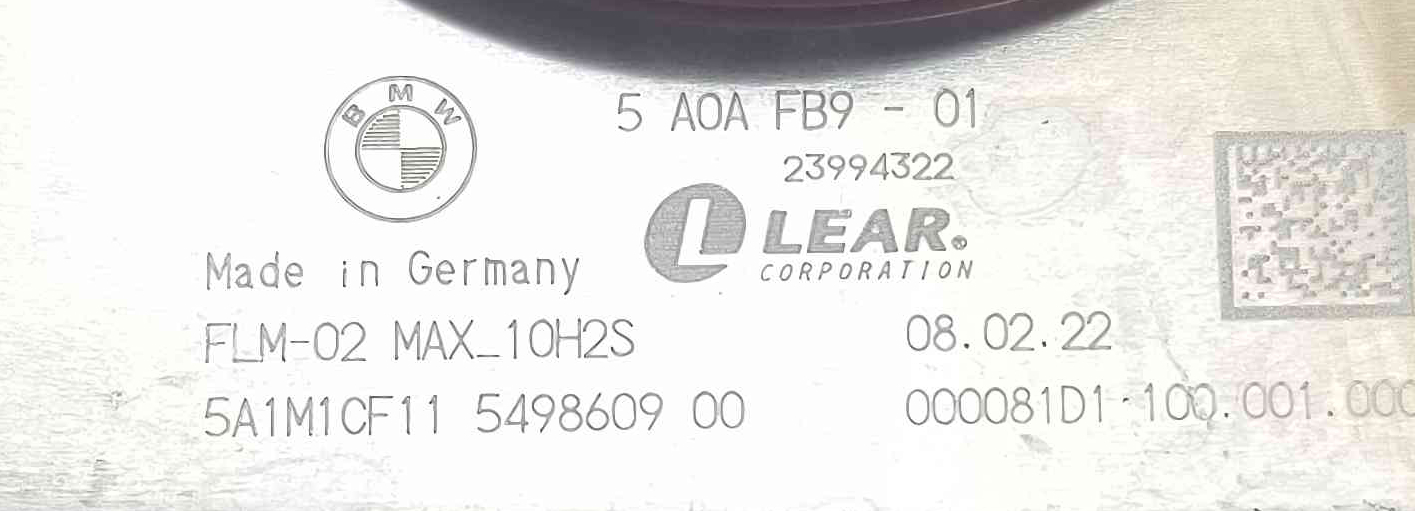 BMW
5 A0A FB9 - 01
23994322
L LEAR.®
CORPORATION
Made in Germany
FLM-02 MAX_10H2S
08.02.22
5A1M1CF11 5498609 00
000081D1-100.001.000